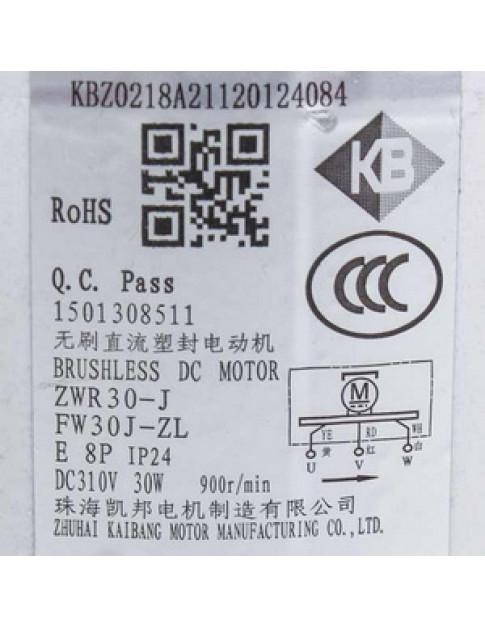 KBZ0218A21120124084
KB
RoHS
CCC
Q.C. Pass
1501308511
无刷直流塑封电动机
BRUSHLESS DC MOTOR
ZWR30-J
FW30J-ZL
E 8P IP24
DC310V 30W 900r/min
M
YE RD WH
黄 红 白
U V W
珠海凯邦电机制造有限公司
ZHUHAI KAIBANG MOTOR MANUFACTURING CO.,LTD.